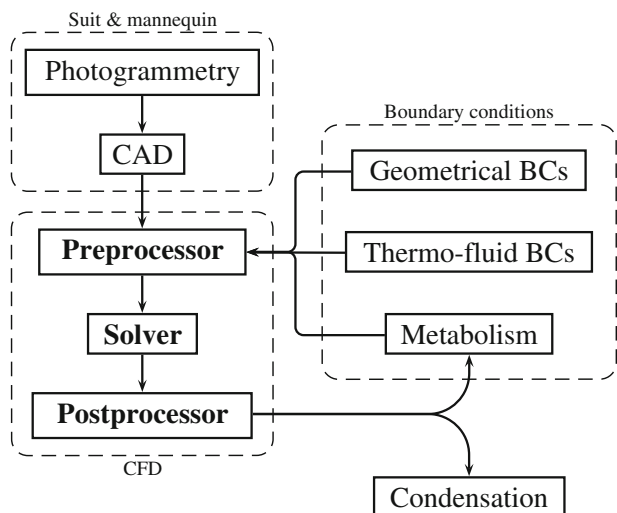 Suit & mannequin
Photogrammetry
CAD
Boundary conditions
Geometrical BCs
Thermo-fluid BCs
Metabolism
Preprocessor
Solver
Postprocessor
CFD
Condensation